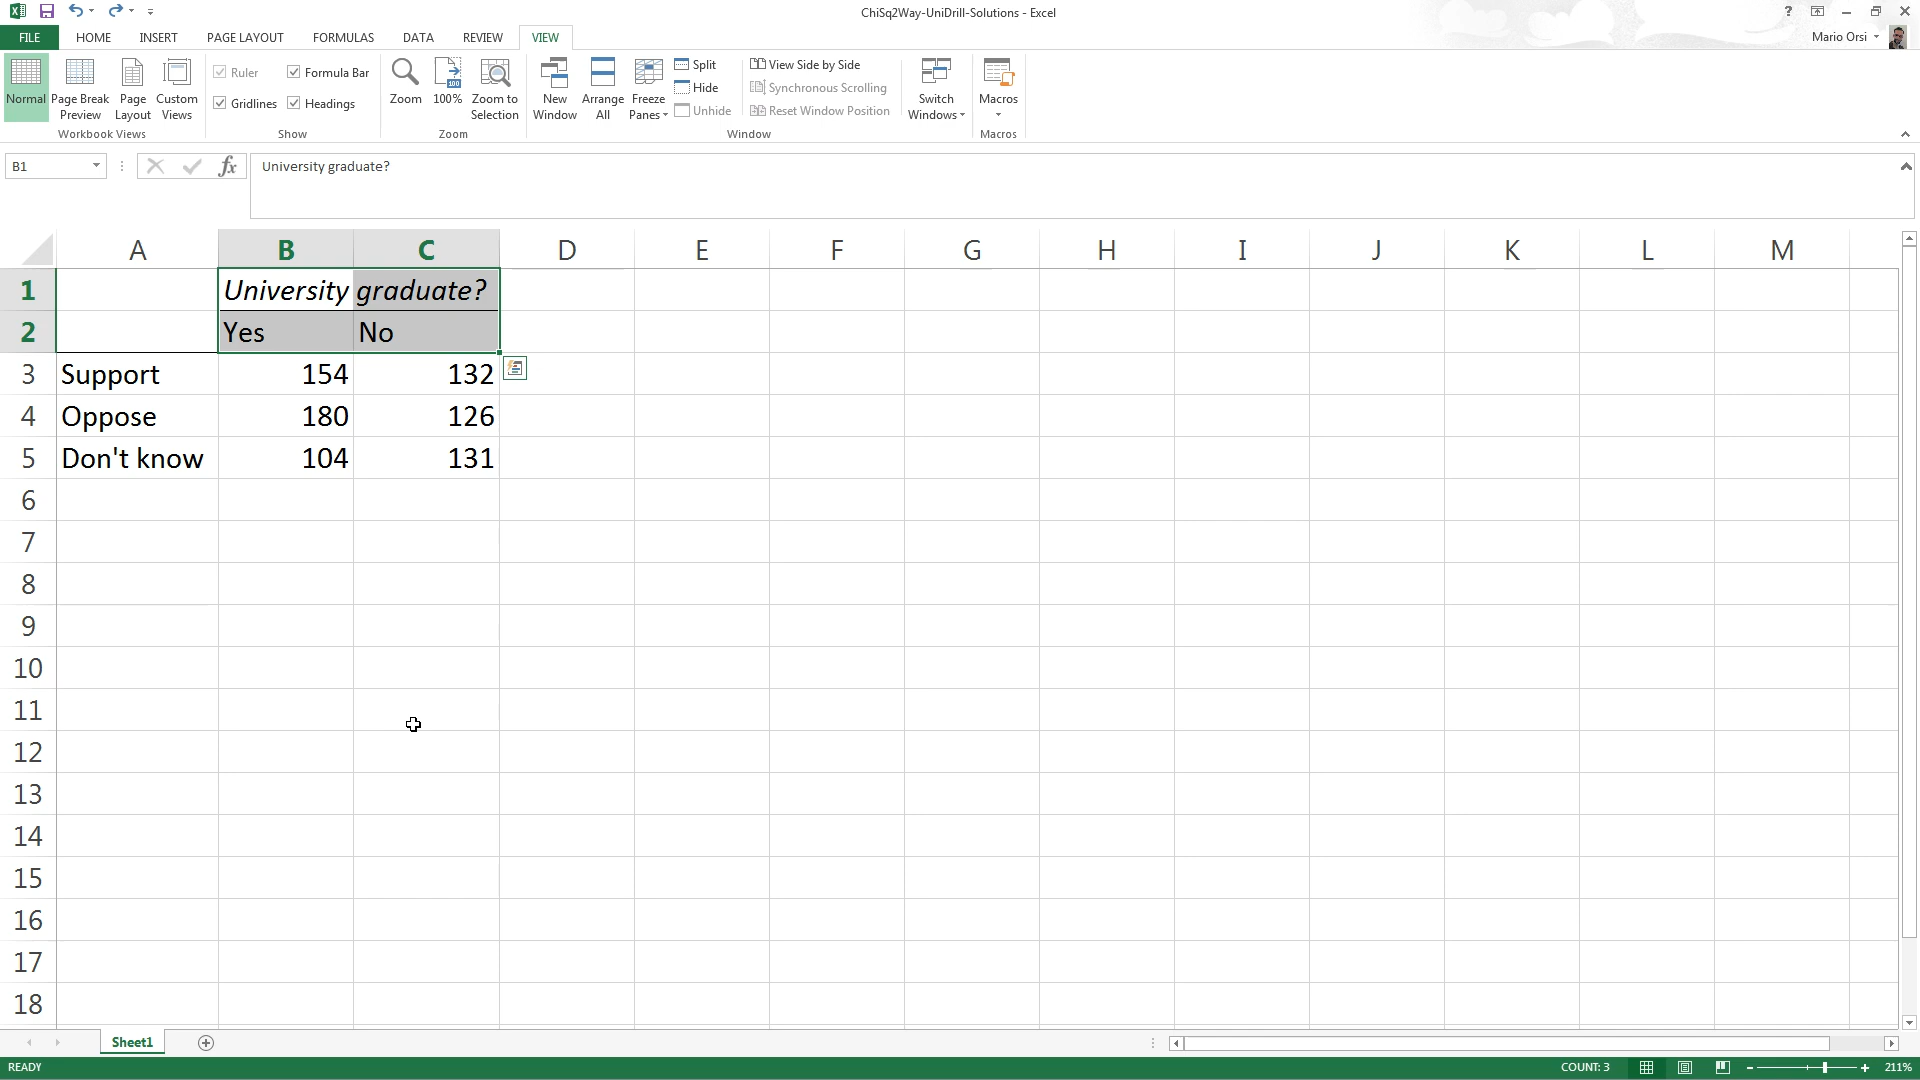 ChiSq2Way-UniDrill-Solutions - Excel
?
FILE HOME INSERT PAGE LAYOUT FORMULAS DATA REVIEW VIEW Mario Orsi
Normal
Page Break
Preview
Page
Layout
Custom
Views
Workbook Views
Ruler
Formula Bar
Gridlines
Headings
Show
Zoom
100
100%
Zoom to
Selection
Zoom
New
Window
Arrange
All
Freeze
Panes
Split
Hide
Unhide
View Side by Side
Synchronous Scrolling
Reset Window Position
Window
Switch
Windows
Macros
Macros
B1 fx University graduate?
A B C D E F G H I J K L M
1 University graduate?
2 Yes No
3 Support 154 132
4 Oppose 180 126
5 Don't know 104 131
6
7
8
9
10
11
12
13
14
15
16
17
18
Sheet1
READY COUNT: 3 211%